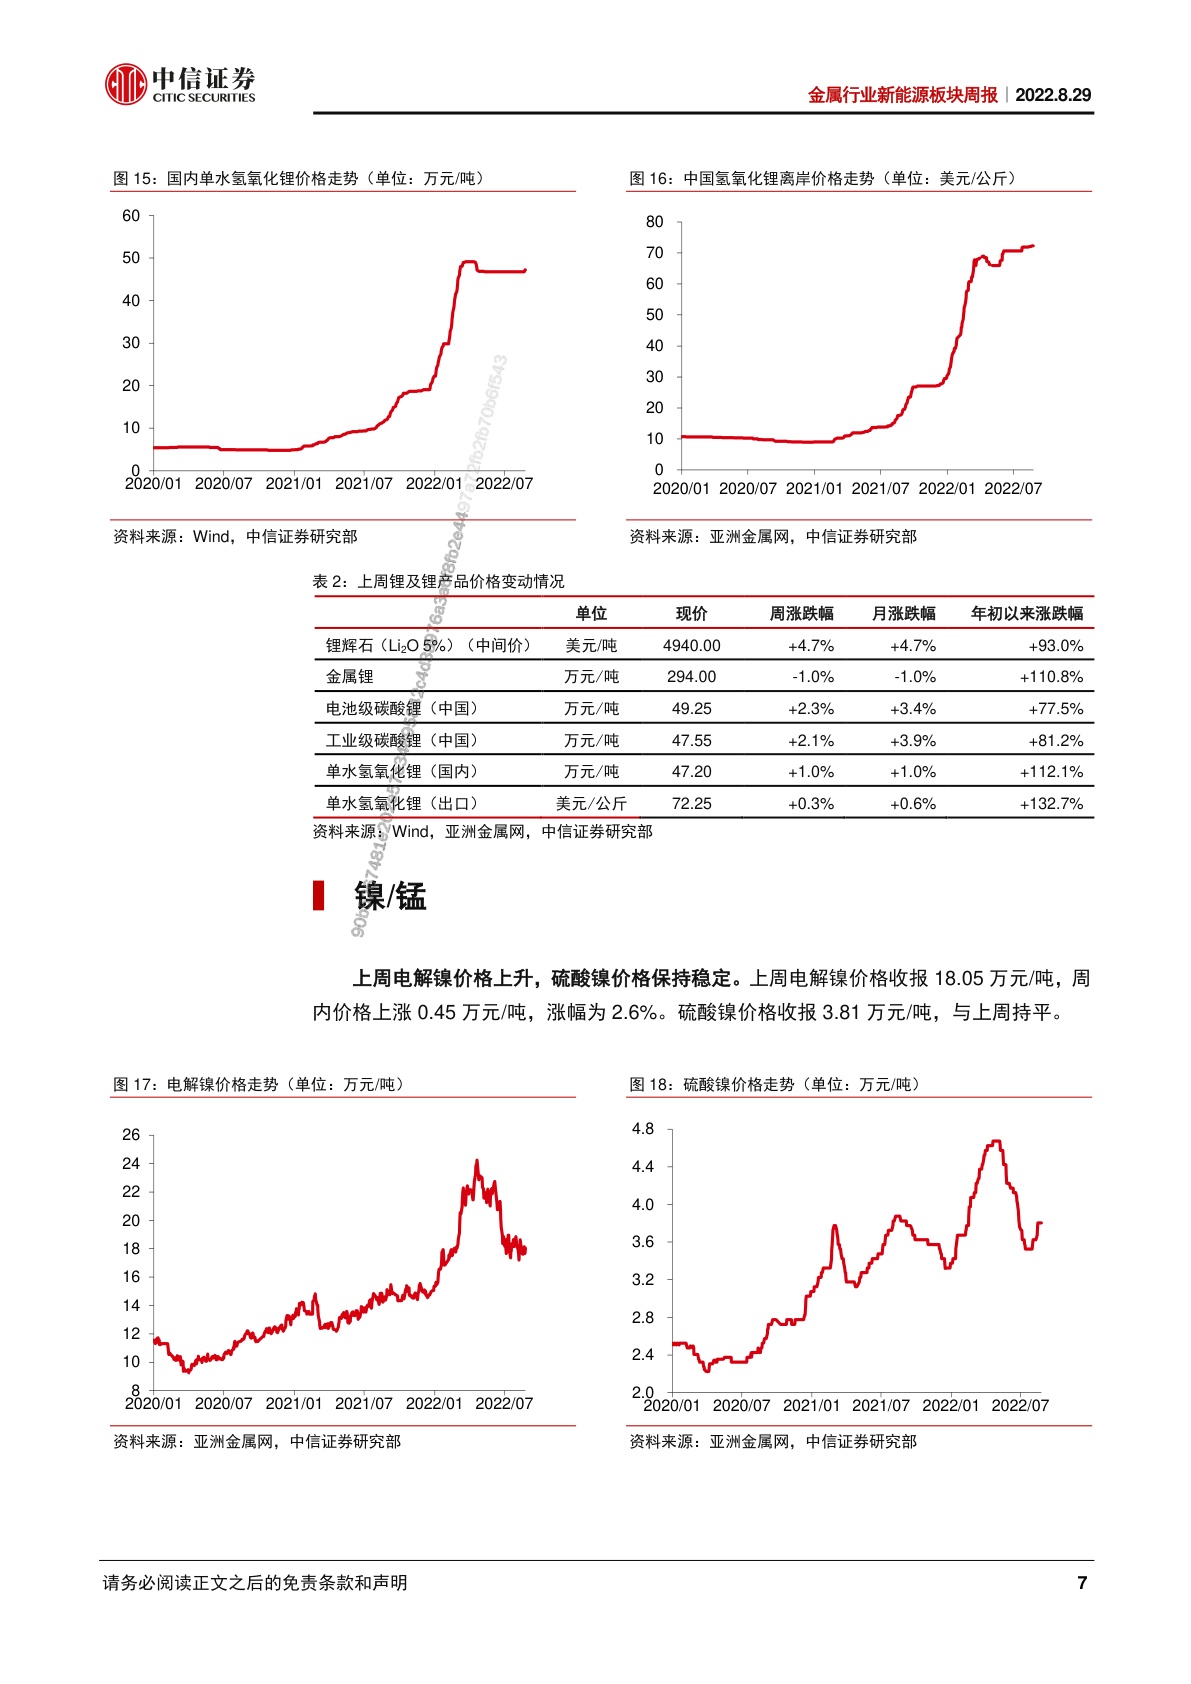 中信证券
CITIC SECURITIES
金属行业新能源板块周报｜2022.8.29
图 15：国内单水氢氧化锂价格走势（单位：万元/吨）
60
50
40
30
20
10
0
2020/01 2020/07 2021/01 2021/07 2022/01 2022/07
资料来源：Wind，中信证券研究部
图 16：中国氢氧化锂离岸价格走势（单位：美元/公斤）
80
70
60
50
40
30
20
10
0
2020/01 2020/07 2021/01 2021/07 2022/01 2022/07
资料来源：亚洲金属网，中信证券研究部
表 2：上周锂及锂产品价格变动情况
单位 现价 周涨跌幅 月涨跌幅 年初以来涨跌幅
锂辉石（Li₂O 5%）（中间价） 美元/吨 4940.00 +4.7% +4.7% +93.0%
金属锂 万元/吨 294.00 -1.0% -1.0% +110.8%
电池级碳酸锂（中国） 万元/吨 49.25 +2.3% +3.4% +77.5%
工业级碳酸锂（中国） 万元/吨 47.55 +2.1% +3.9% +81.2%
单水氢氧化锂（国内） 万元/吨 47.20 +1.0% +1.0% +112.1%
单水氢氧化锂（出口） 美元/公斤 72.25 +0.3% +0.6% +132.7%
资料来源：Wind，亚洲金属网，中信证券研究部
镍/锰
上周电解镍价格上升，硫酸镍价格保持稳定。上周电解镍价格收报 18.05 万元/吨，周
内价格上涨 0.45 万元/吨，涨幅为 2.6%。硫酸镍价格收报 3.81 万元/吨，与上周持平。
图 17：电解镍价格走势（单位：万元/吨）
26
24
22
20
18
16
14
12
10
8
2020/01 2020/07 2021/01 2021/07 2022/01 2022/07
资料来源：亚洲金属网，中信证券研究部
图 18：硫酸镍价格走势（单位：万元/吨）
4.8
4.4
4.0
3.6
3.2
2.8
2.4
2.0
2020/01 2020/07 2021/01 2021/07 2022/01 2022/07
资料来源：亚洲金属网，中信证券研究部
请务必阅读正文之后的免责条款和声明 7